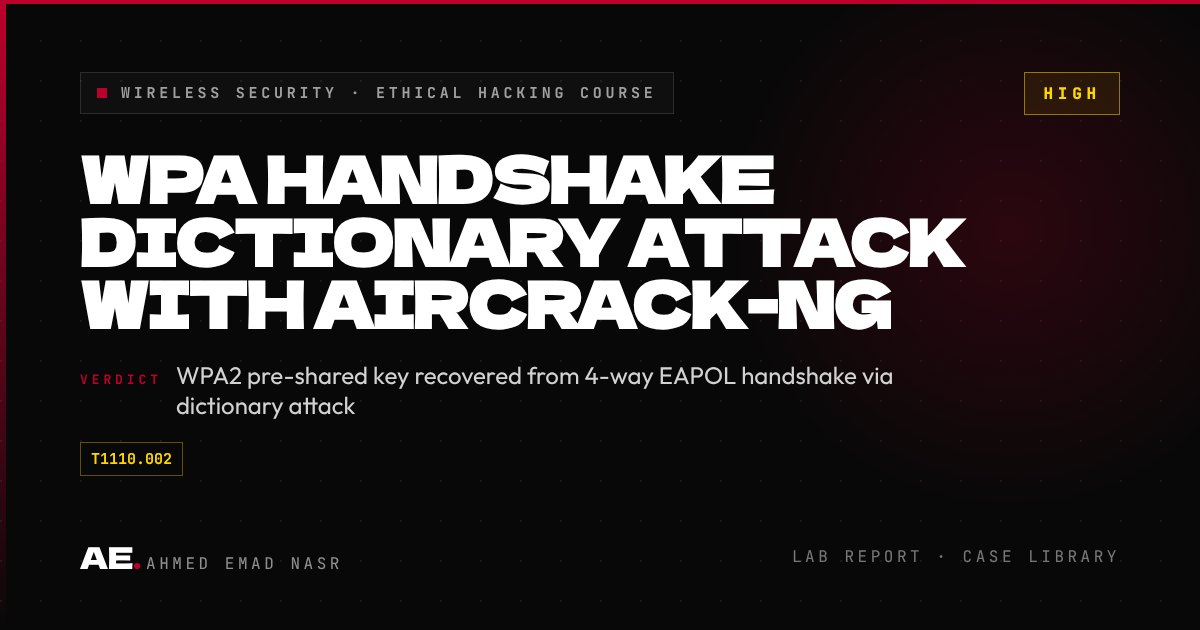 WIRELESS SECURITY · ETHICAL HACKING COURSE
HIGH
WPA HANDSHAKE
DICTIONARY ATTACK
WITH AIRCRACK-NG
VERDICT WPA2 pre-shared key recovered from 4-way EAPOL handshake via
dictionary attack
T1110.002
AE. AHMED EMAD NASR
LAB REPORT · CASE LIBRARY